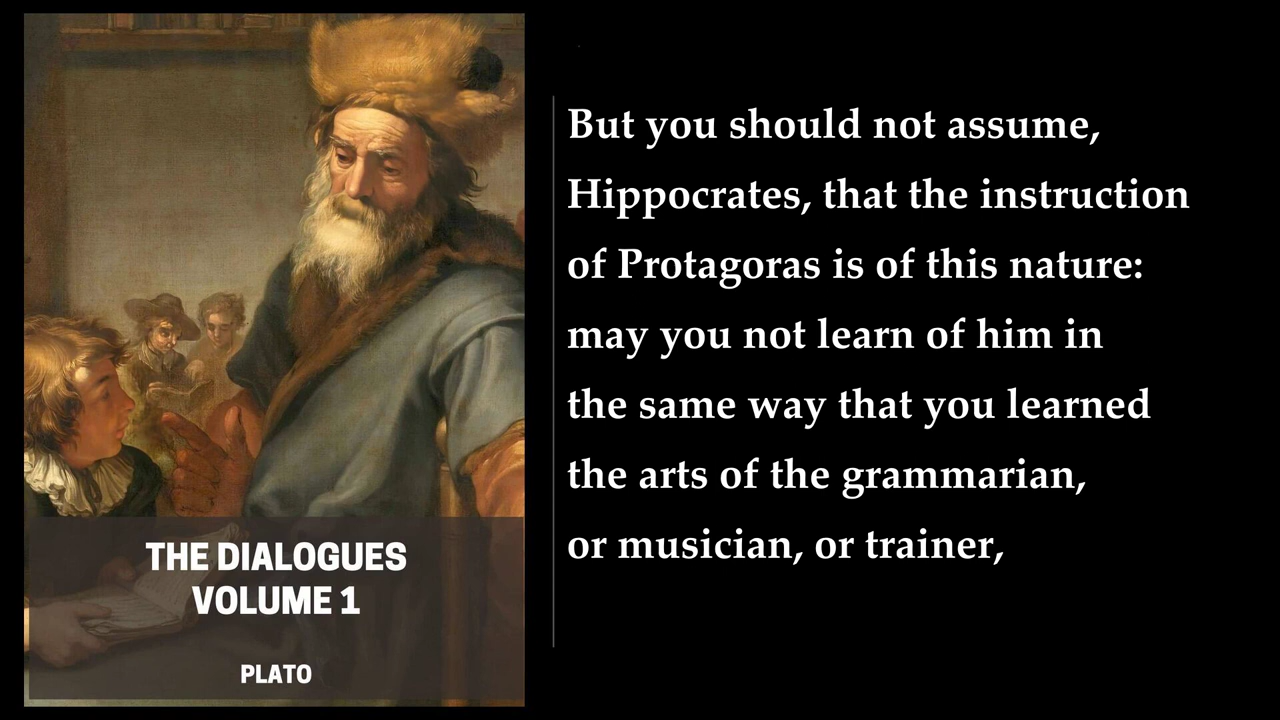 THE DIALOGUES
VOLUME 1
PLATO
But you should not assume,
Hippocrates, that the instruction
of Protagoras is of this nature:
may you not learn of him in
the same way that you learned
the arts of the grammarian,
or musician, or trainer,